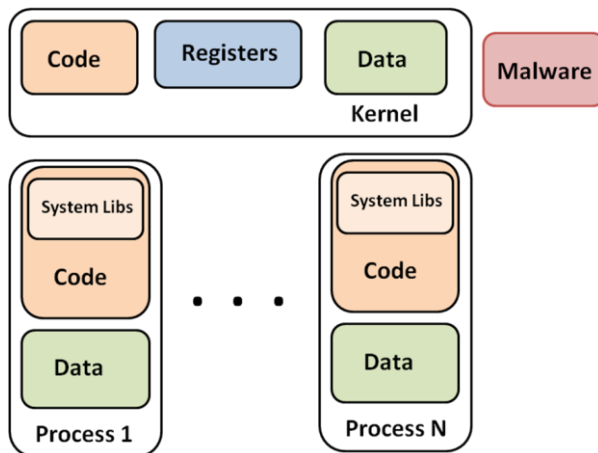 Code
Registers
Data
Kernel
Malware
System Libs
Code
Data
Process 1
. . .
System Libs
Code
Data
Process N